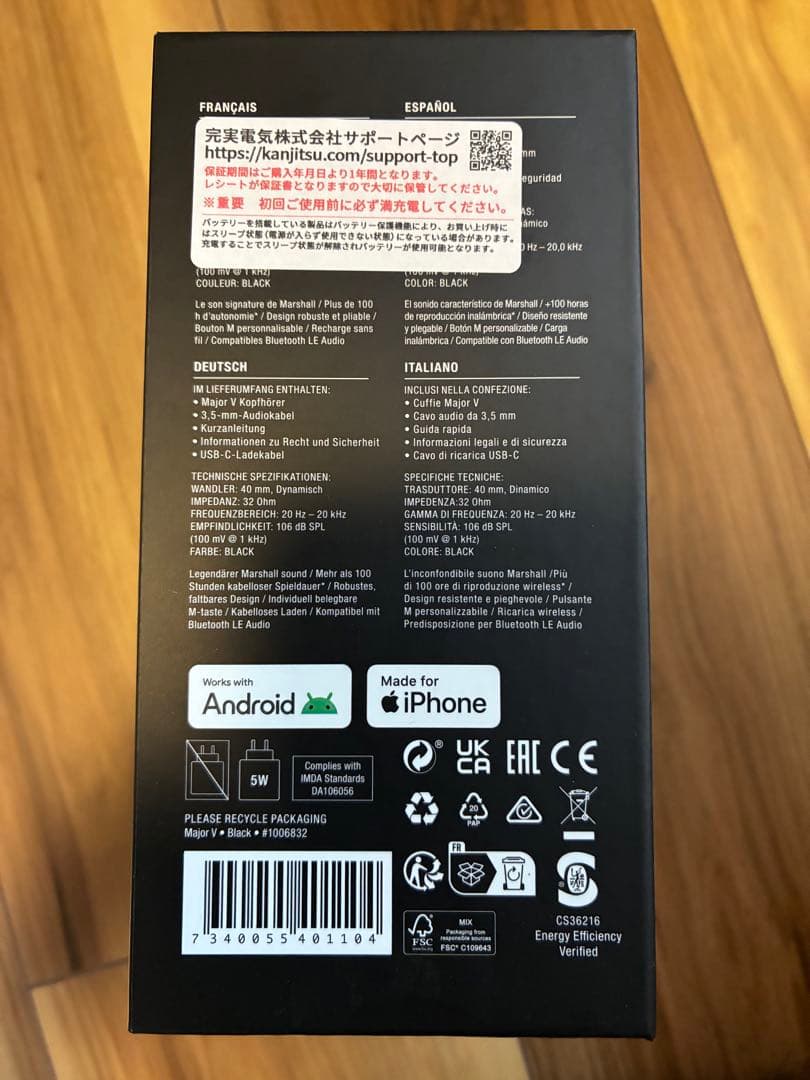 FRANÇAIS
ESPAÑOL
完実電気株式会社サポートページ
https://kanjitsu.com/support-top
保証期間はご購入年月日より1年間となります。
レシートが保証書となりますので大切に保管してください。
※重要 初回ご使用前に必ず満充電してください。
バッテリーを搭載している製品はバッテリー保護機能により、お買い上げ時に
はスリープ状態(電源が入らず使用できない状態)になっている場合があります。
充電することでスリープ状態が解除されバッテリーが使用可能となります。
mm
eguridad
AS:
námico
0 Hz – 20,0 kHz
(100 mV @ 1 kHz)
COULEUR: BLACK
(100 mV @ 1 kHz)
COLOR: BLACK
Le son signature de Marshall / Plus de 100
h d'autonomie* / Design robuste et pliable /
Bouton M personnalisable / Recharge sans
fil / Compatibles Bluetooth LE Audio
El sonido característico de Marshall / +100 horas
de reproducción inalámbrica* / Diseño resistente
y plegable / Botón M personalizable / Carga
inalámbrica / Compatible con Bluetooth LE Audio
DEUTSCH
IM LIEFERUMFANG ENTHALTEN:
• Major V Kopfhörer
• 3,5-mm-Audiokabel
• Kurzanleitung
• Informationen zu Recht und Sicherheit
• USB-C-Ladekabel
TECHNISCHE SPEZIFIKATIONEN:
WANDLER: 40 mm, Dynamisch
IMPEDANZ: 32 Ohm
FREQUENZBEREICH: 20 Hz – 20 kHz
EMPFINDLICHKEIT: 106 dB SPL
(100 mV @ 1 kHz)
FARBE: BLACK
Legendärer Marshall sound / Mehr als 100
Stunden kabelloser Spieldauer* / Robustes,
faltbares Design / Individuell belegbare
M-taste / Kabelloses Laden / Kompatibel mit
Bluetooth LE Audio
ITALIANO
INCLUSI NELLA CONFEZIONE:
• Cuffie Major V
• Cavo audio da 3,5 mm
• Guida rapida
• Informazioni legali e di sicurezza
• Cavo di ricarica USB-C
SPECIFICHE TECNICHE:
TRASDUTTORE: 40 mm, Dinamico
IMPEDENZA:32 Ohm
GAMMA DI FREQUENZA: 20 Hz – 20 kHz
SENSIBILITÀ: 106 dB SPL
(100 mV @ 1 kHz)
COLORE: BLACK
L'inconfondibile suono Marshall /Più
di 100 ore di riproduzione wireless* /
Design resistente e pieghevole / Pulsante
M personalizzabile / Ricarica wireless /
Predisposizione per Bluetooth LE Audio
Works with
Android
Made for
iPhone
5W
Complies with
IMDA Standards
DA106056
UK
CA
EAC
CE
20
PAP
PLEASE RECYCLE PACKAGING
Major V • Black • #1006832
7340055401104
FR
FSC
MIX
Packaging from
responsible sources
FSC® C109643
CS36216
Energy Efficiency
Verified